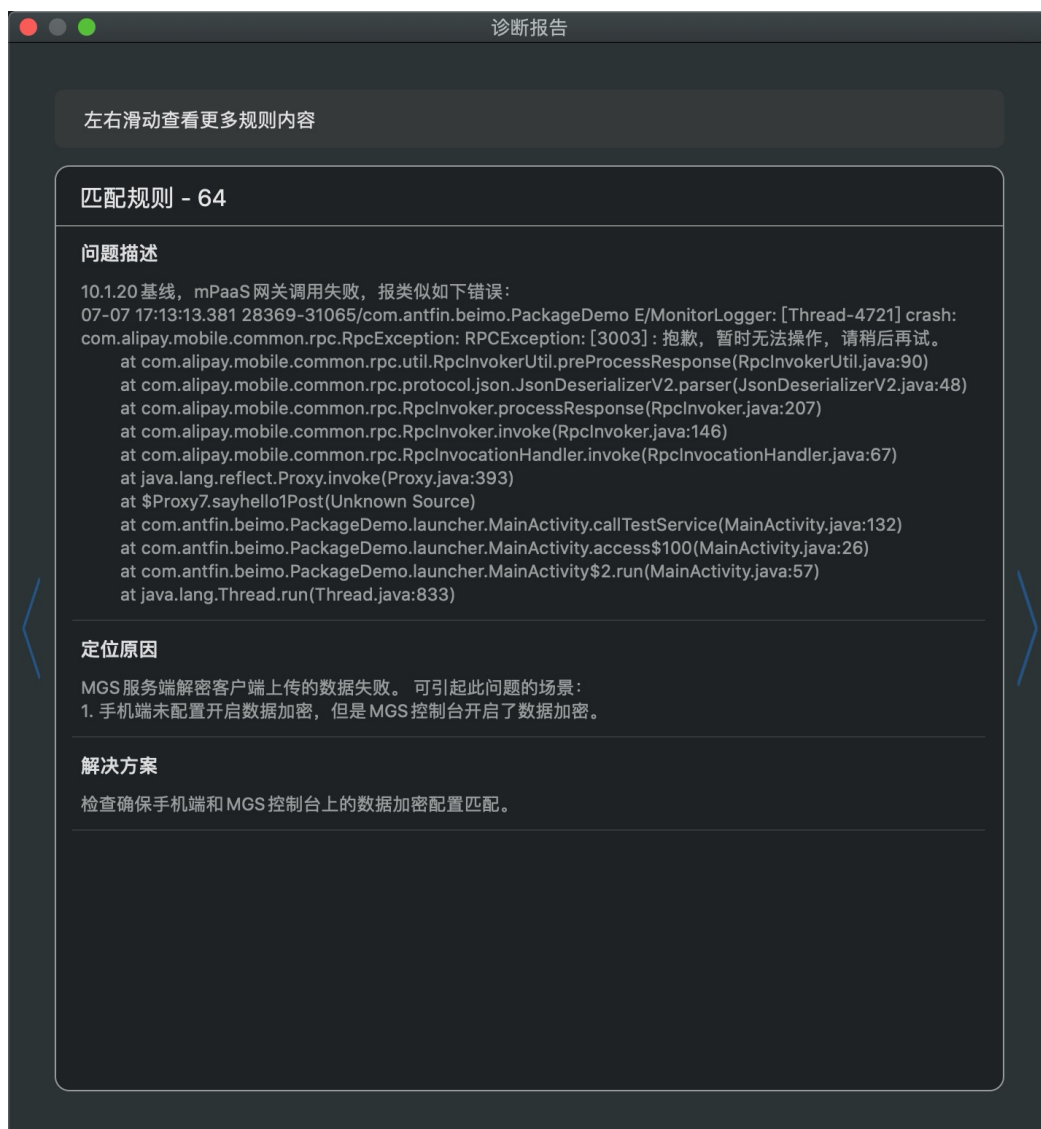 诊断报告
左右滑动查看更多规则内容
匹配规则 - 64
问题描述
10.1.20 基线，mPaaS 网关调用失败，报类似如下错误：
07-07 17:13:13.381 28369-31065/com.antfin.beimo.PackageDemo E/MonitorLogger: [Thread-4721] crash:
com.alipay.mobile.common.rpc.RpcException: RPCException: [3003] : 抱歉，暂时无法操作，请稍后再试。
at com.alipay.mobile.common.rpc.util.RpcInvokerUtil.preProcessResponse(RpcInvokerUtil.java:90)
at com.alipay.mobile.common.rpc.protocol.json.JsonDeserializerV2.parser(JsonDeserializerV2.java:48)
at com.alipay.mobile.common.rpc.RpcInvoker.processResponse(RpcInvoker.java:207)
at com.alipay.mobile.common.rpc.RpcInvoker.invoke(RpcInvoker.java:146)
at com.alipay.mobile.common.rpc.RpcInvocationHandler.invoke(RpcInvocationHandler.java:67)
at java.lang.reflect.Proxy.invoke(Proxy.java:393)
at $Proxy7.sayhello1Post(Unknown Source)
at com.antfin.beimo.PackageDemo.launcher.MainActivity.callTestService(MainActivity.java:132)
at com.antfin.beimo.PackageDemo.launcher.MainActivity.access$100(MainActivity.java:26)
at com.antfin.beimo.PackageDemo.launcher.MainActivity$2.run(MainActivity.java:57)
at java.lang.Thread.run(Thread.java:833)
定位原因
MGS 服务端解密客户端上传的数据失败。 可引起此问题的场景：
1. 手机端未配置开启数据加密，但是 MGS 控制台开启了数据加密。
解决方案
检查确保手机端和 MGS 控制台上的数据加密配置匹配。